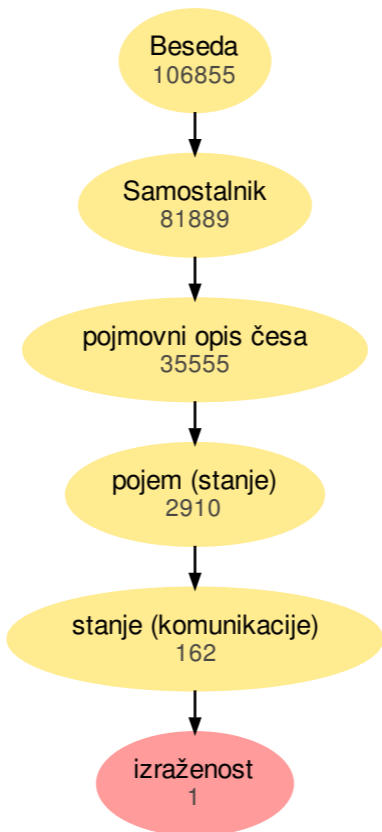 Beseda
106855
Samostalnik
81889
pojmovni opis česa
35555
pojem (stanje)
2910
stanje (komunikacije)
162
izraženost
1